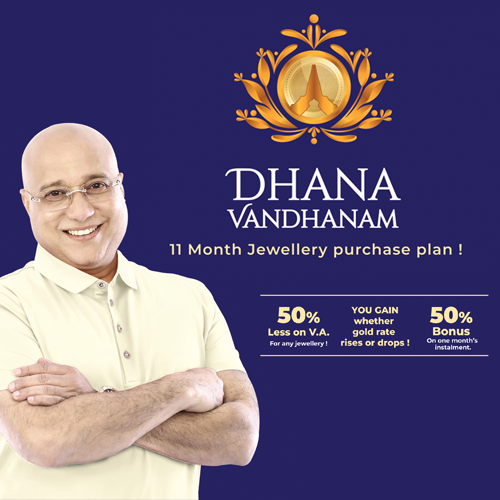 DHANA
VANDHANAM
11 Month Jewellery purchase plan !
50%
Less on V.A.
For any jewellery !
YOU GAIN
whether
gold rate
rises or drops !
50%
Bonus
On one month's
instalment.